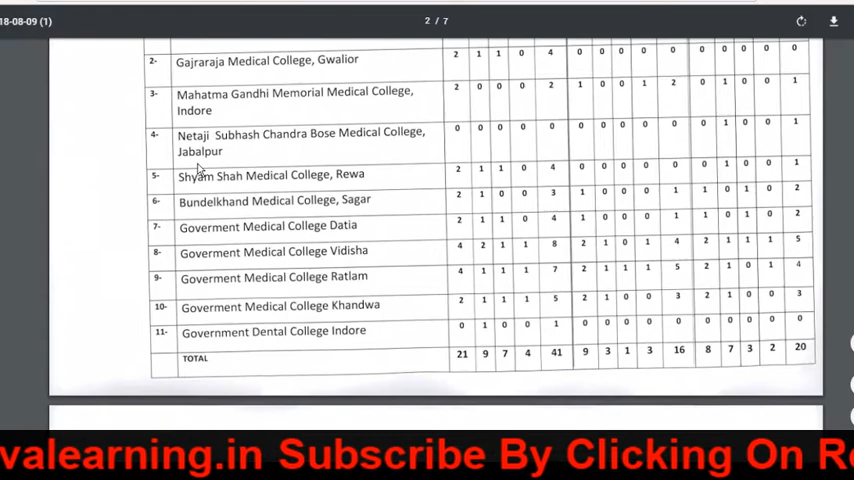 18-08-09 (1) 2 / 7
2- Gajraraja Medical College, Gwalior 2 1 1 0 4 0 0 0 0 0 0 0 0 0 0
3- Mahatma Gandhi Memorial Medical College, 2 0 0 0 2 1 0 0 1 2 0 1 0 0 1
Indore
4- Netaji Subhash Chandra Bose Medical College, 0 0 0 0 0 0 0 0 0 0 0 1 0 0 1
Jabalpur
5- Shyam Shah Medical College, Rewa 2 1 1 0 4 0 0 0 0 0 0 1 0 0 1
6- Bundelkhand Medical College, Sagar 2 1 0 0 3 1 0 0 0 1 1 0 1 0 2
7- Goverment Medical College Datia 2 1 1 0 4 1 0 0 0 1 1 0 1 0 2
8- Goverment Medical College Vidisha 4 2 1 1 8 2 1 0 1 4 2 1 1 1 5
9- Goverment Medical College Ratlam 4 1 1 1 7 2 1 1 1 5 2 1 0 1 4
10- Goverment Medical College Khandwa 2 1 1 1 5 2 1 0 0 3 2 1 0 0 3
11- Government Dental College Indore 0 1 0 0 1 0 0 0 0 0 0 0 0 0 0
TOTAL 21 9 7 4 41 9 3 1 3 16 8 7 3 2 20
valearning.in Subscribe By Clicking On Re